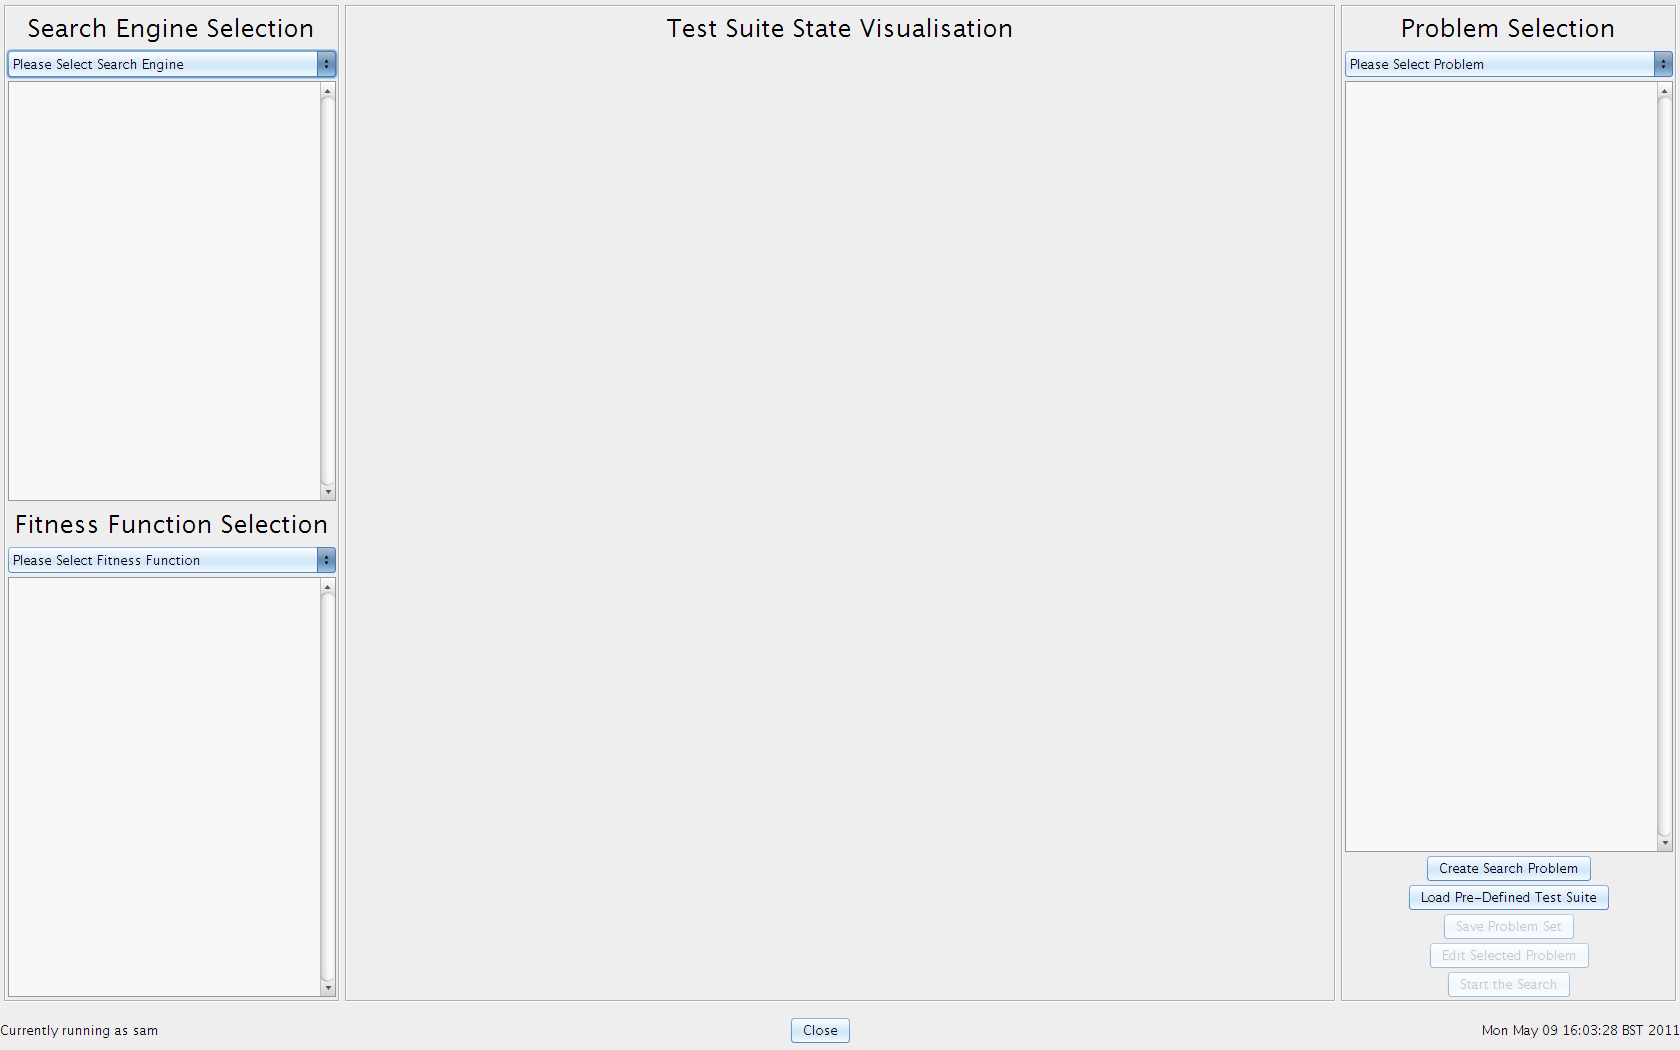 Search Engine Selection
Please Select Search Engine
Fitness Function Selection
Please Select Fitness Function
Test Suite State Visualisation
Problem Selection
Please Select Problem
Create Search Problem
Load Pre-Defined Test Suite
Save Problem Set
Edit Selected Problem
Start the Search
Currently running as sam
Close
Mon May 09 16:03:28 BST 2011